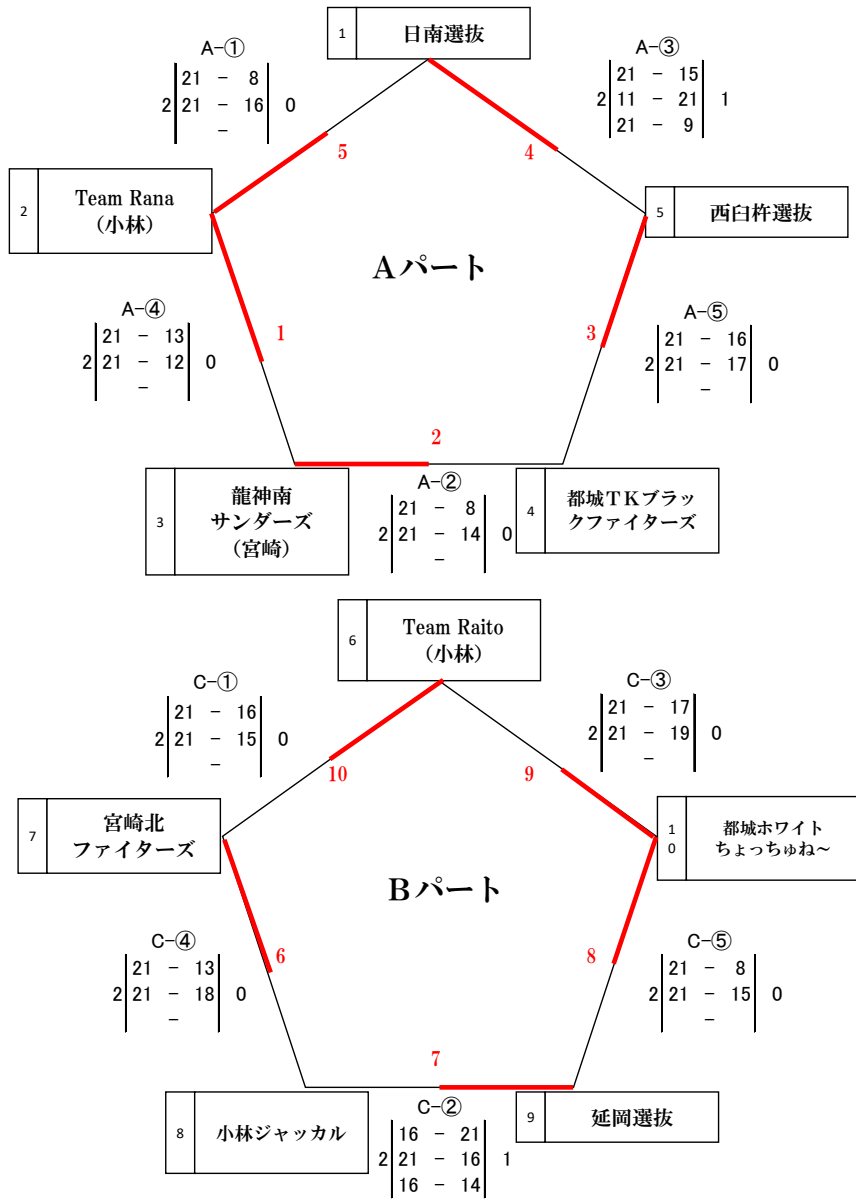 1 日南選抜
A-①
21 - 8
2 21 - 16 0
-
A-③
21 - 15
2 11 - 21 1
21 - 9
5
4
2 Team Rana
(小林)
5 西臼杵選抜
Aパート
A-④
21 - 13
2 21 - 12 0
-
1
3
A-⑤
21 - 16
2 21 - 17 0
-
2
3 龍神南
サンダーズ
(宮崎)
A-②
21 - 8
2 21 - 14 0
-
4 都城TKブラッ
クファイターズ
6 Team Raito
(小林)
C-①
21 - 16
2 21 - 15 0
-
C-③
21 - 17
2 21 - 19 0
-
10
9
7 宮崎北
ファイターズ
10 都城ホワイト
ちょっちゅね~
Bパート
C-④
21 - 13
2 21 - 18 0
-
6
8
C-⑤
21 - 8
2 21 - 15 0
-
7
8 小林ジャッカル
C-②
16 - 21
2 21 - 16 1
16 - 14
9 延岡選抜